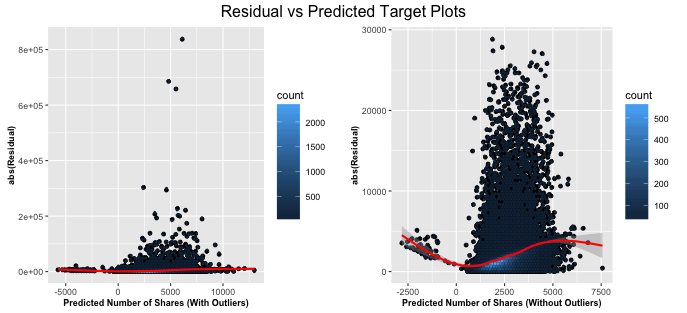 Residual vs Predicted Target Plots
8e+05
6e+05
4e+05
2e+05
0e+00
abs(Residual)
-5000
0
5000
10000
Predicted Number of Shares (With Outliers)
count
2000
1500
1000
500
30000
20000
10000
0
abs(Residual)
-2500
0
2500
5000
7500
Predicted Number of Shares (Without Outliers)
count
500
400
300
200
100